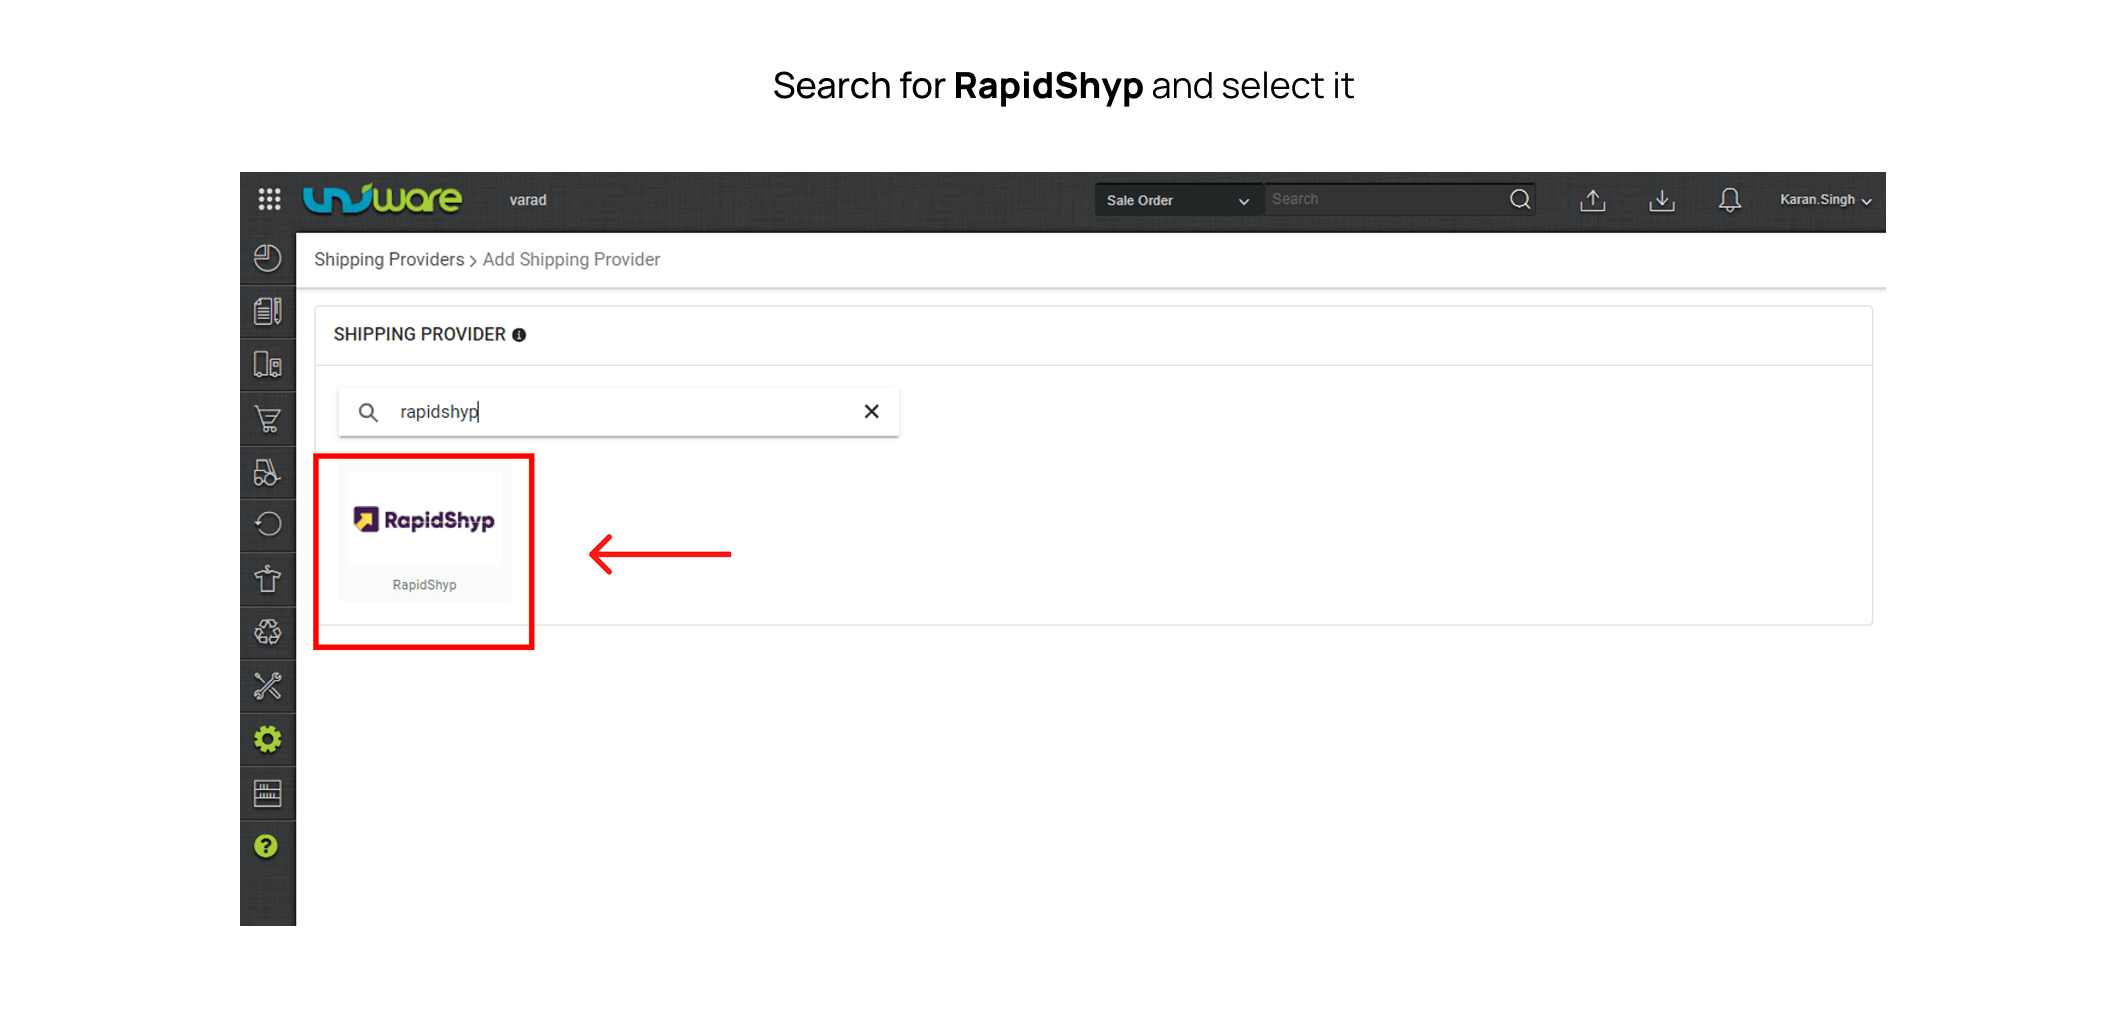 Search for RapidShyp and select it
uniware varad Sale Order Search Karan.Singh
Shipping Providers > Add Shipping Provider
SHIPPING PROVIDER
rapidshyp
RapidShyp
RapidShyp